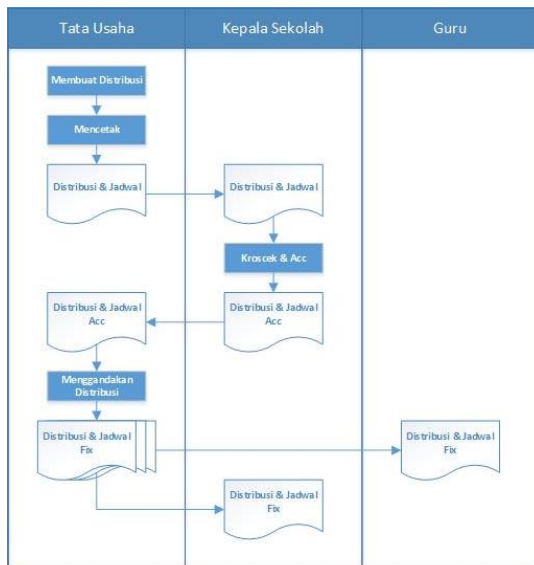 Tata Usaha
Kepala Sekolah
Guru
Membuat Distribusi
Mencetak
Distribusi & Jadwal
Distribusi & Jadwal
Kroscek & Acc
Distribusi & Jadwal
Acc
Distribusi & Jadwal
Acc
Menggandakan
Distribusi
Distribusi & Jadwal
Fix
Distribusi & Jadwal
Fix
Distribusi & Jadwal
Fix